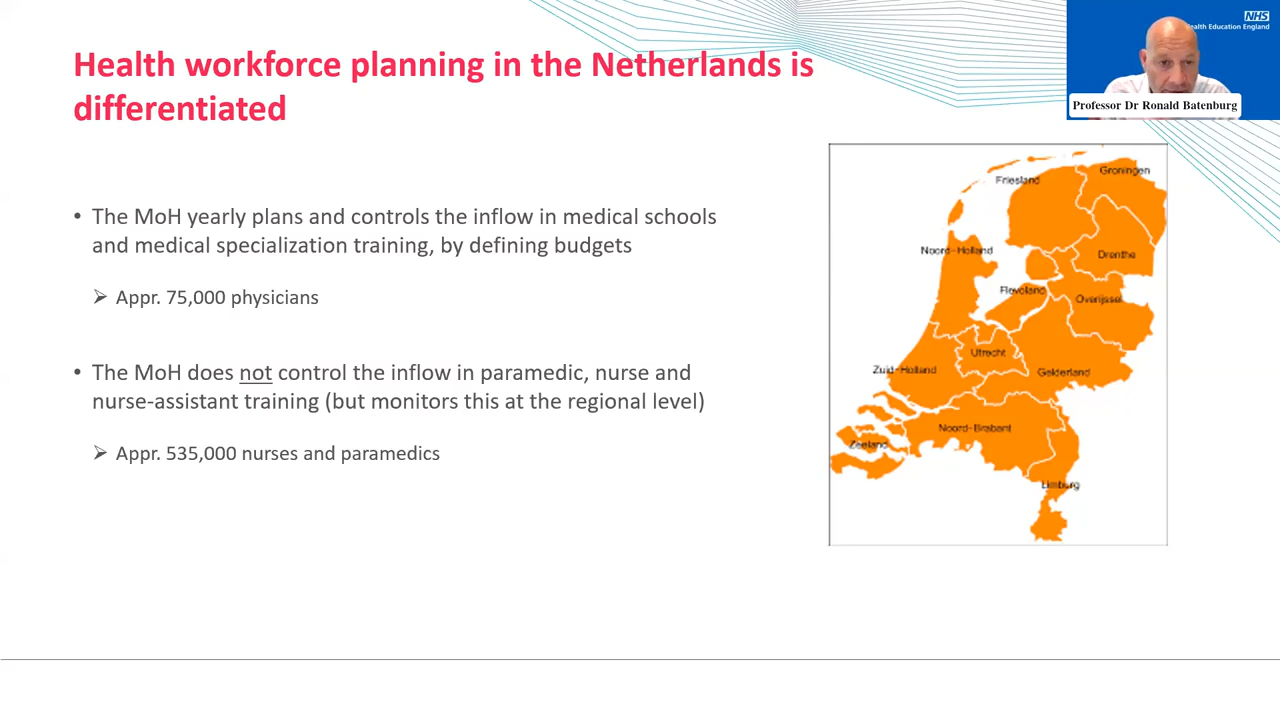 Health workforce planning in the Netherlands is
differentiated
NHS
Health Education England
Professor Dr Ronald Batenburg
• The MoH yearly plans and controls the inflow in medical schools
and medical specialization training, by defining budgets
➢ Appr. 75,000 physicians
• The MoH does not control the inflow in paramedic, nurse and
nurse-assistant training (but monitors this at the regional level)
➢ Appr. 535,000 nurses and paramedics
Groningen
Friesland
Noord-Holland
Drenthe
Flevoland
Overijssel
Utrecht
Zuid-Holland
Gelderland
Noord-Brabant
Zeeland
Limburg